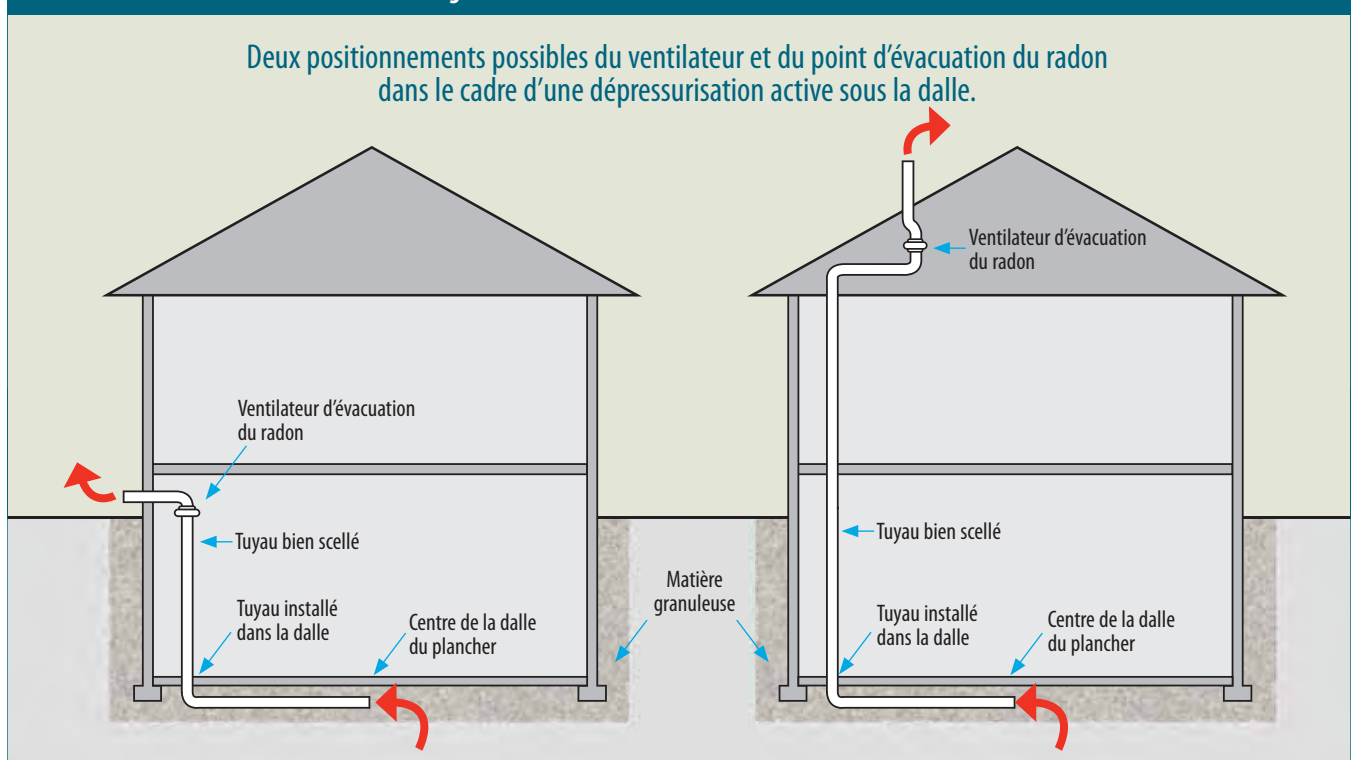 Deux positionnements possibles du ventilateur et du point d’évacuation du radon
dans le cadre d’une dépressurisation active sous la dalle.
Ventilateur d’évacuation
du radon
Tuyau bien scellé
Tuyau installé
dans la dalle
Centre de la dalle
du plancher
Matière
granuleuse
Ventilateur d’évacuation
du radon
Tuyau bien scellé
Tuyau installé
dans la dalle
Centre de la dalle
du plancher